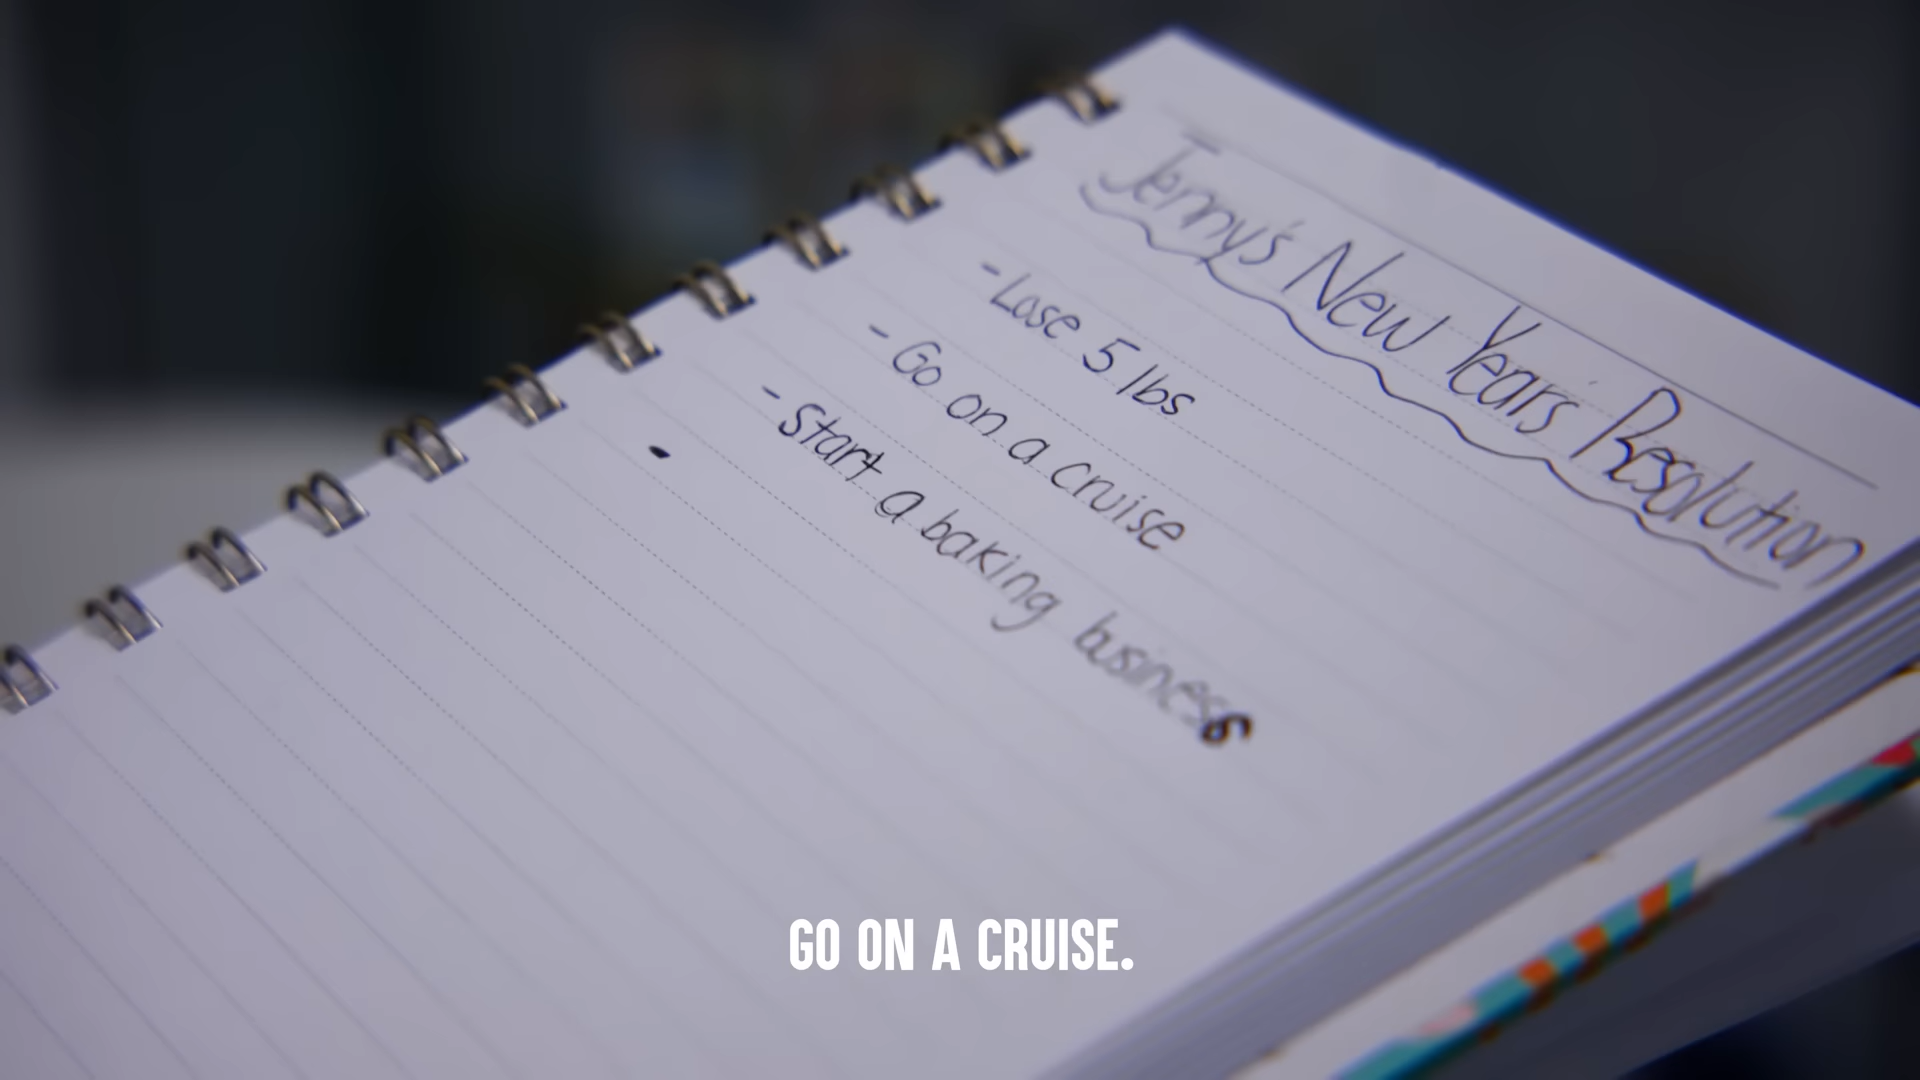 Jenny's New Years Resolution
- Lose 5 lbs
- Go on a cruise
- Start a baking business
GO ON A CRUISE.